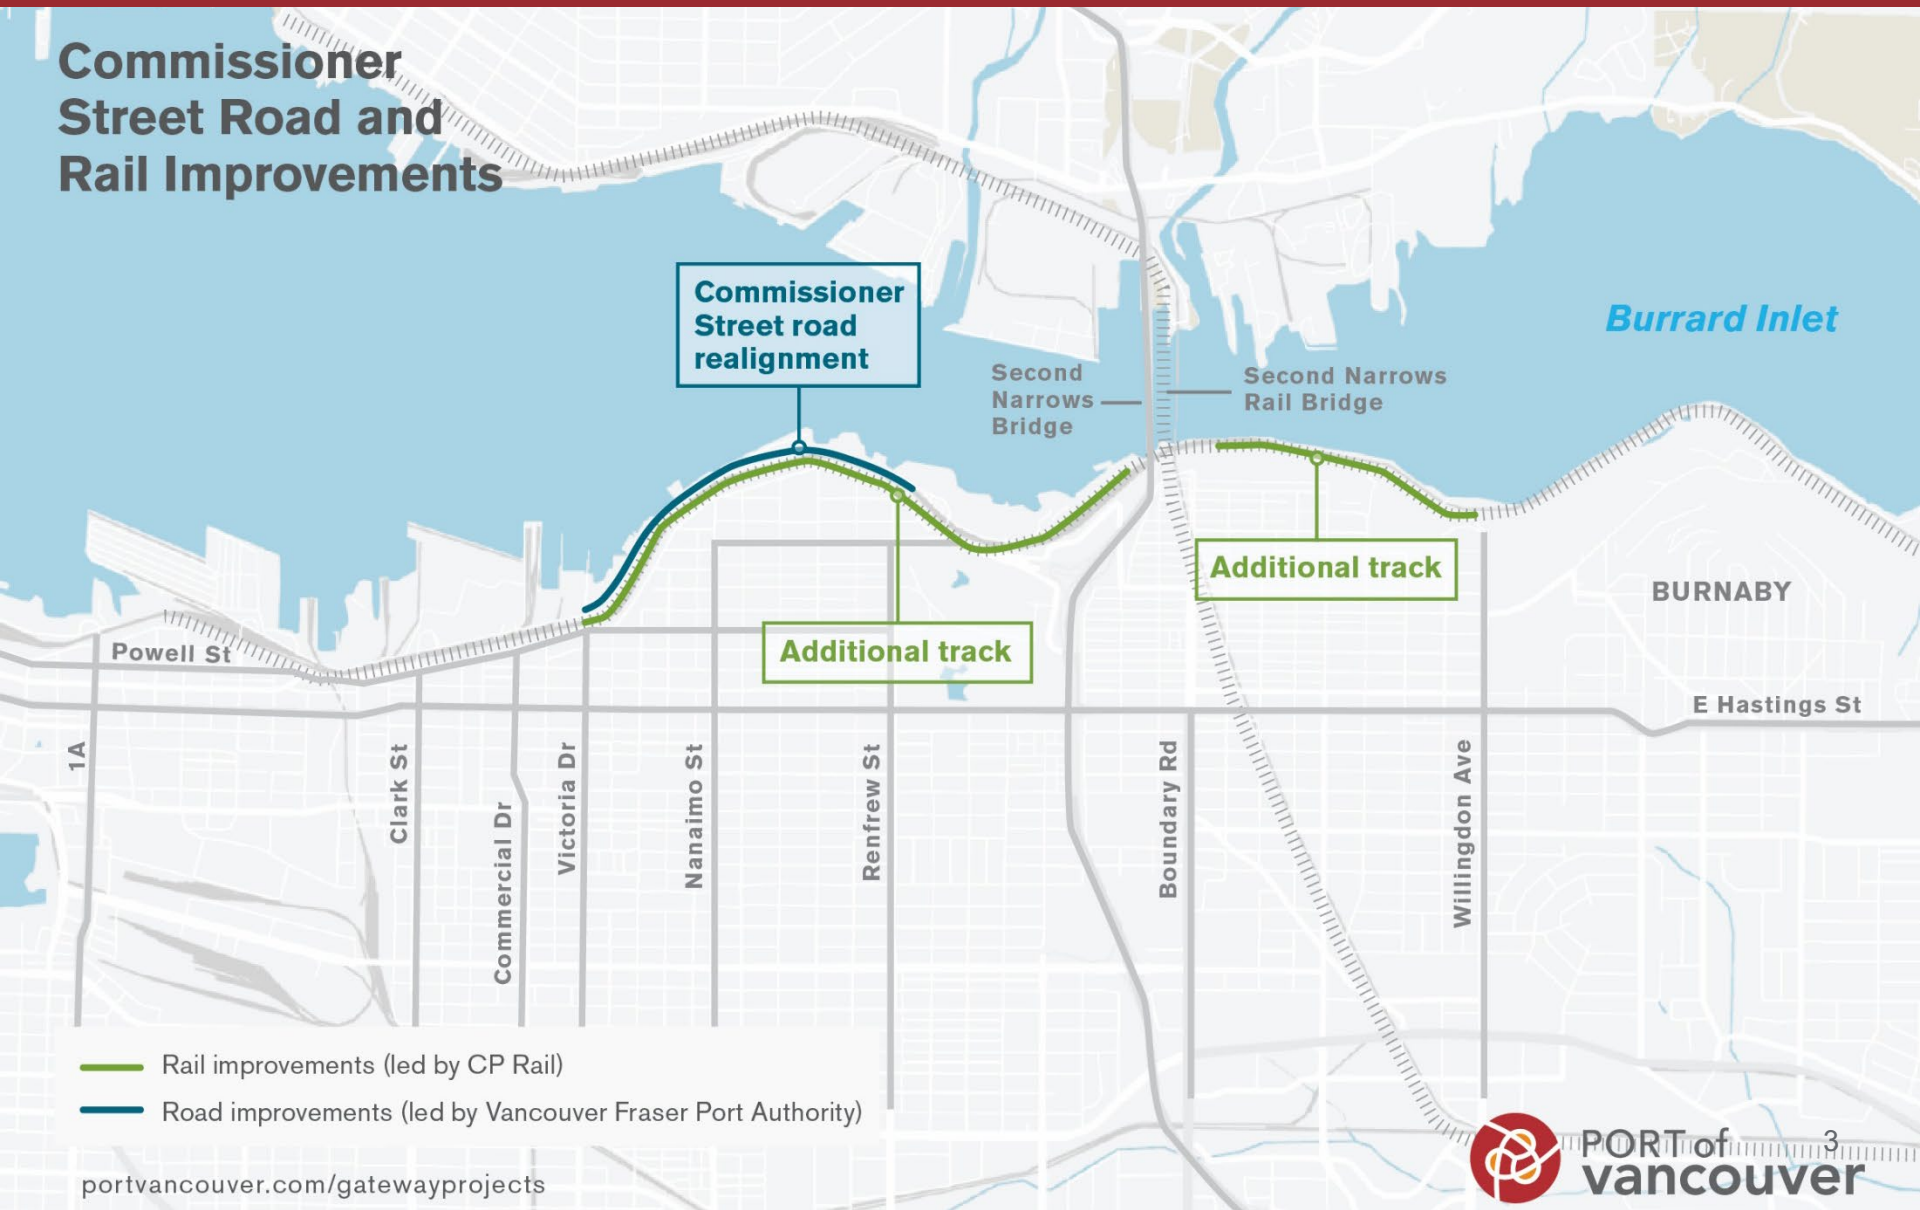 Commissioner
Street Road and
Rail Improvements
Commissioner
Street road
realignment
Burrard Inlet
Second
Narrows
Bridge
Second Narrows
Rail Bridge
Additional track
BURNABY
Additional track
Powell St
E Hastings St
1A
Clark St
Commercial Dr
Victoria Dr
Nanaimo St
Renfrew St
Boundary Rd
Willingdon Ave
Rail improvements (led by CP Rail)
Road improvements (led by Vancouver Fraser Port Authority)
portvancouver.com/gatewayprojects
PORT of
vancouver
3